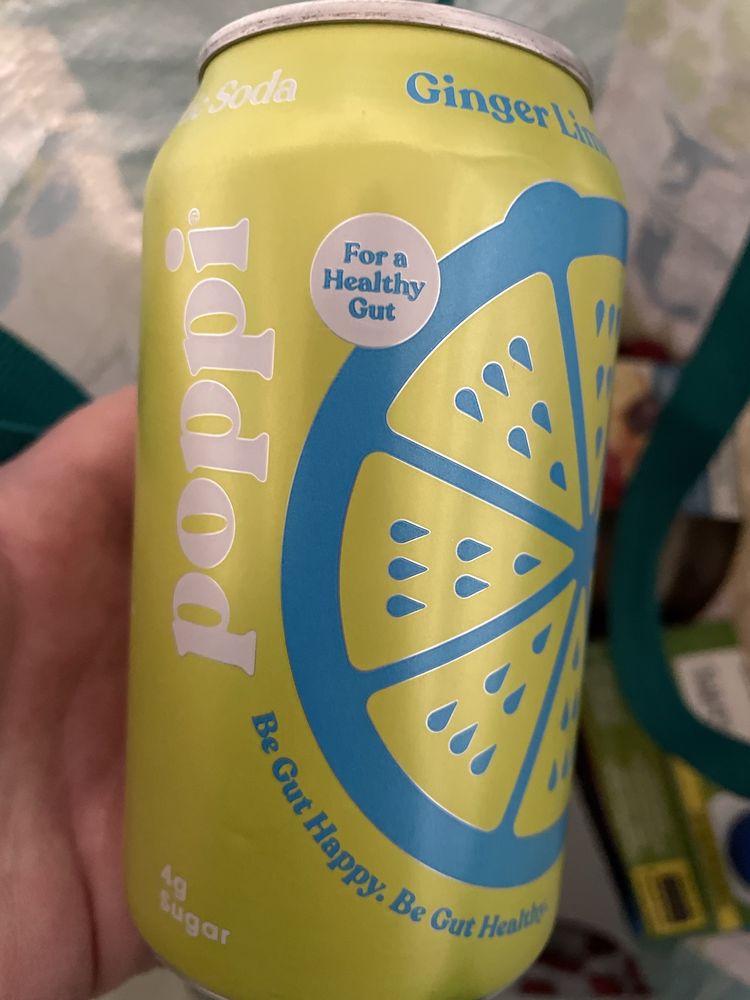 Soda
Ginger
poppi®
For a
Healthy
Gut
Be Gut Happy. Be Gut Healthy.
4g
Sugar